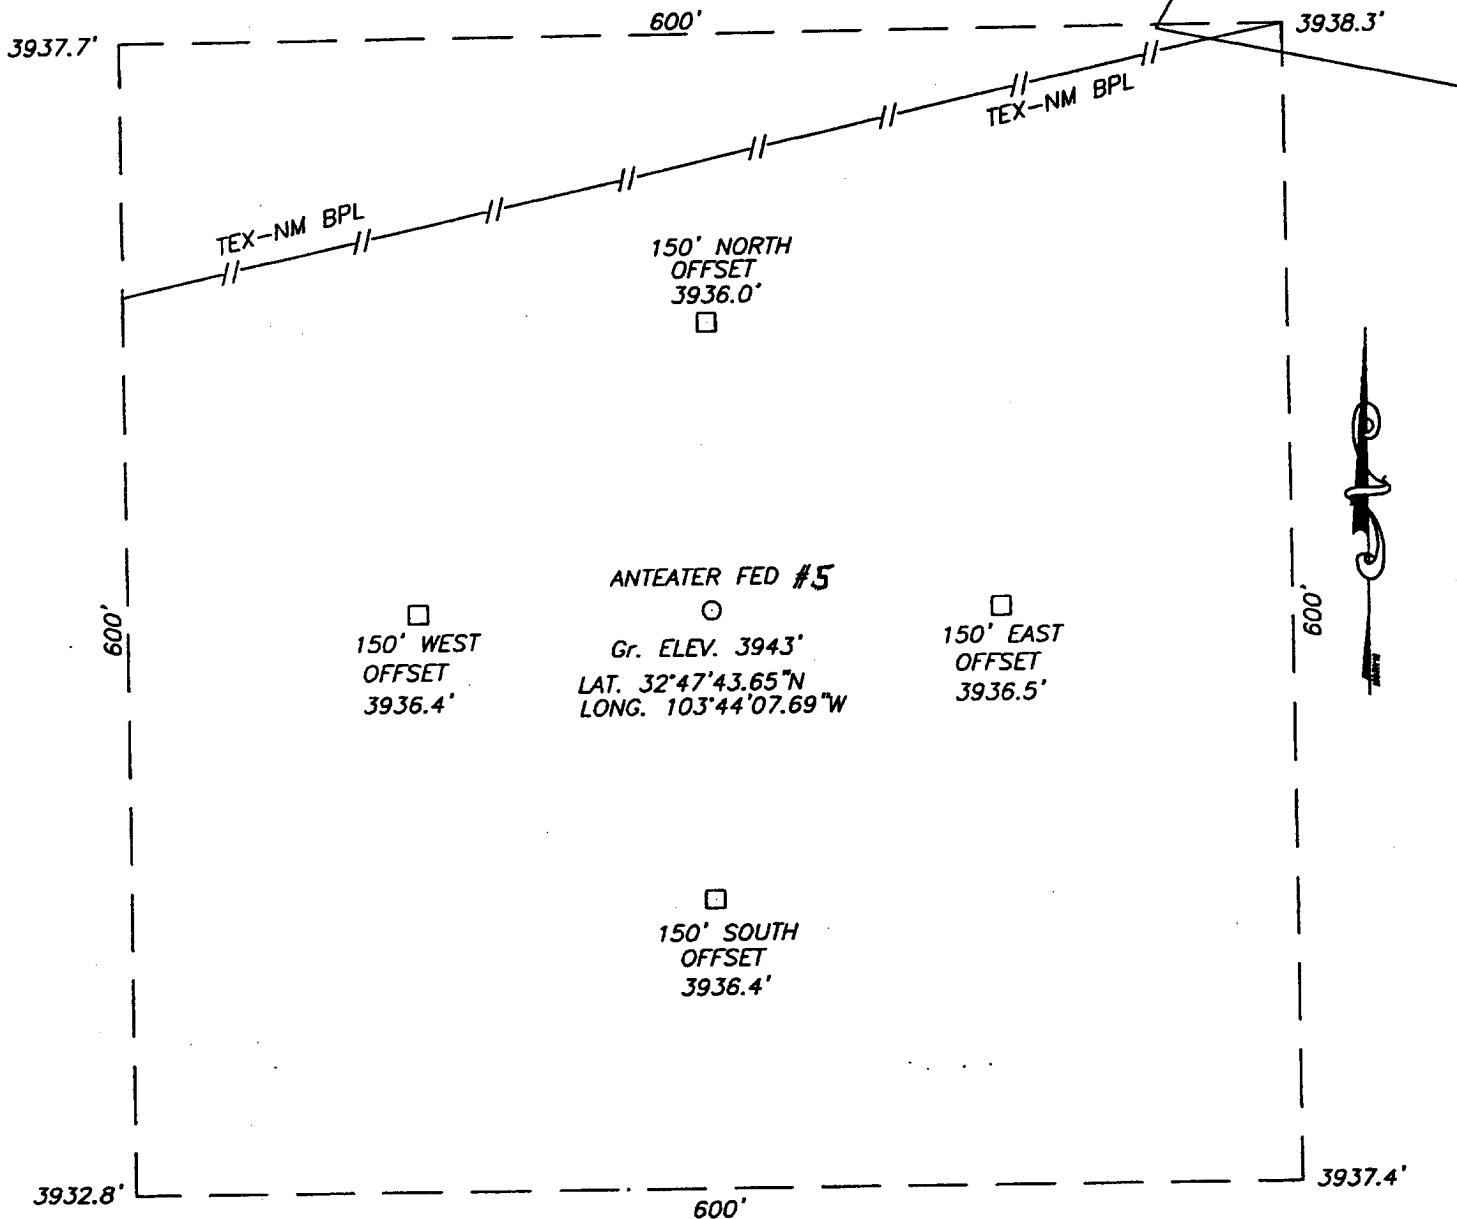 600'
3937.7'
3938.3'
TEX-NM BPL
TEX-NM BPL
150' NORTH
OFFSET
3936.0'
ANTEATER FED #5
600'
600'
150' WEST
OFFSET
3936.4'
Gr. ELEV. 3943'
LAT. 32°47'43.65"N
LONG. 103°44'07.69"W
150' EAST
OFFSET
3936.5'
150' SOUTH
OFFSET
3936.4'
3932.8'
3937.4'
600'